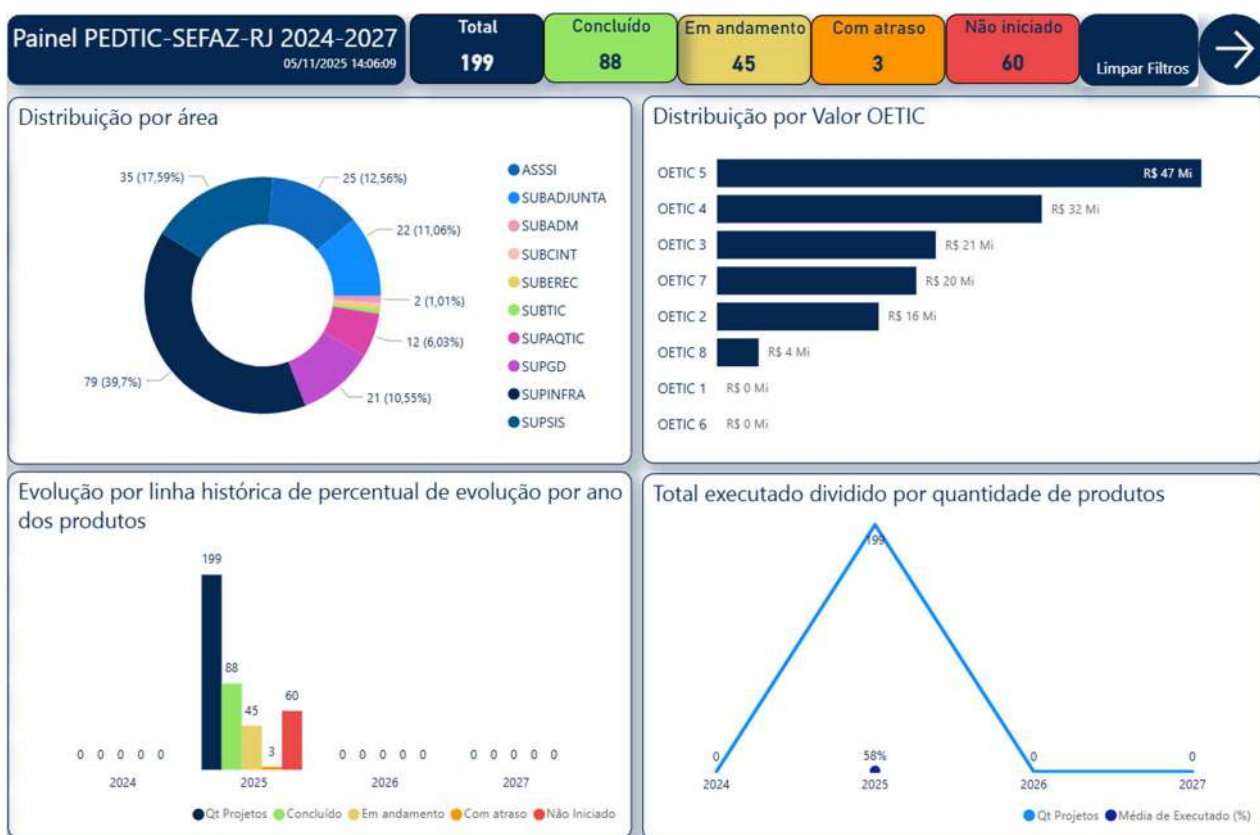 Painel PEDTIC-SEFAZ-RJ 2024-2027
05/11/2025 14:06:09
Total
199
Concluído
88
Em andamento
45
Com atraso
3
Não iniciado
60
Limpar Filtros
Distribuição por área
35 (17,59%)
25 (12,56%)
22 (11,06%)
2 (1,01%)
12 (6,03%)
21 (10,55%)
79 (39,7%)
ASSSI
SUBADJUNTA
SUBADM
SUBCINT
SUBEREC
SUBTIC
SUPAQTIC
SUPGD
SUPINFRA
SUPSIS
Distribuição por Valor OETIC
OETIC 5 R$ 47 Mi
OETIC 4 R$ 32 Mi
OETIC 3 R$ 21 Mi
OETIC 7 R$ 20 Mi
OETIC 2 R$ 16 Mi
OETIC 8 R$ 4 Mi
OETIC 1 R$ 0 Mi
OETIC 6 R$ 0 Mi
Evolução por linha histórica de percentual de evolução por ano
dos produtos
199
88
45
3
60
0 0 0 0 0
0 0 0 0 0
0 0 0 0 0
2024 2025 2026 2027
Qt Projetos Concluído Em andamento Com atraso Não Iniciado
Total executado dividido por quantidade de produtos
199
0 58% 0 0
2024 2025 2026 2027
Qt Projetos Média de Executado (%)